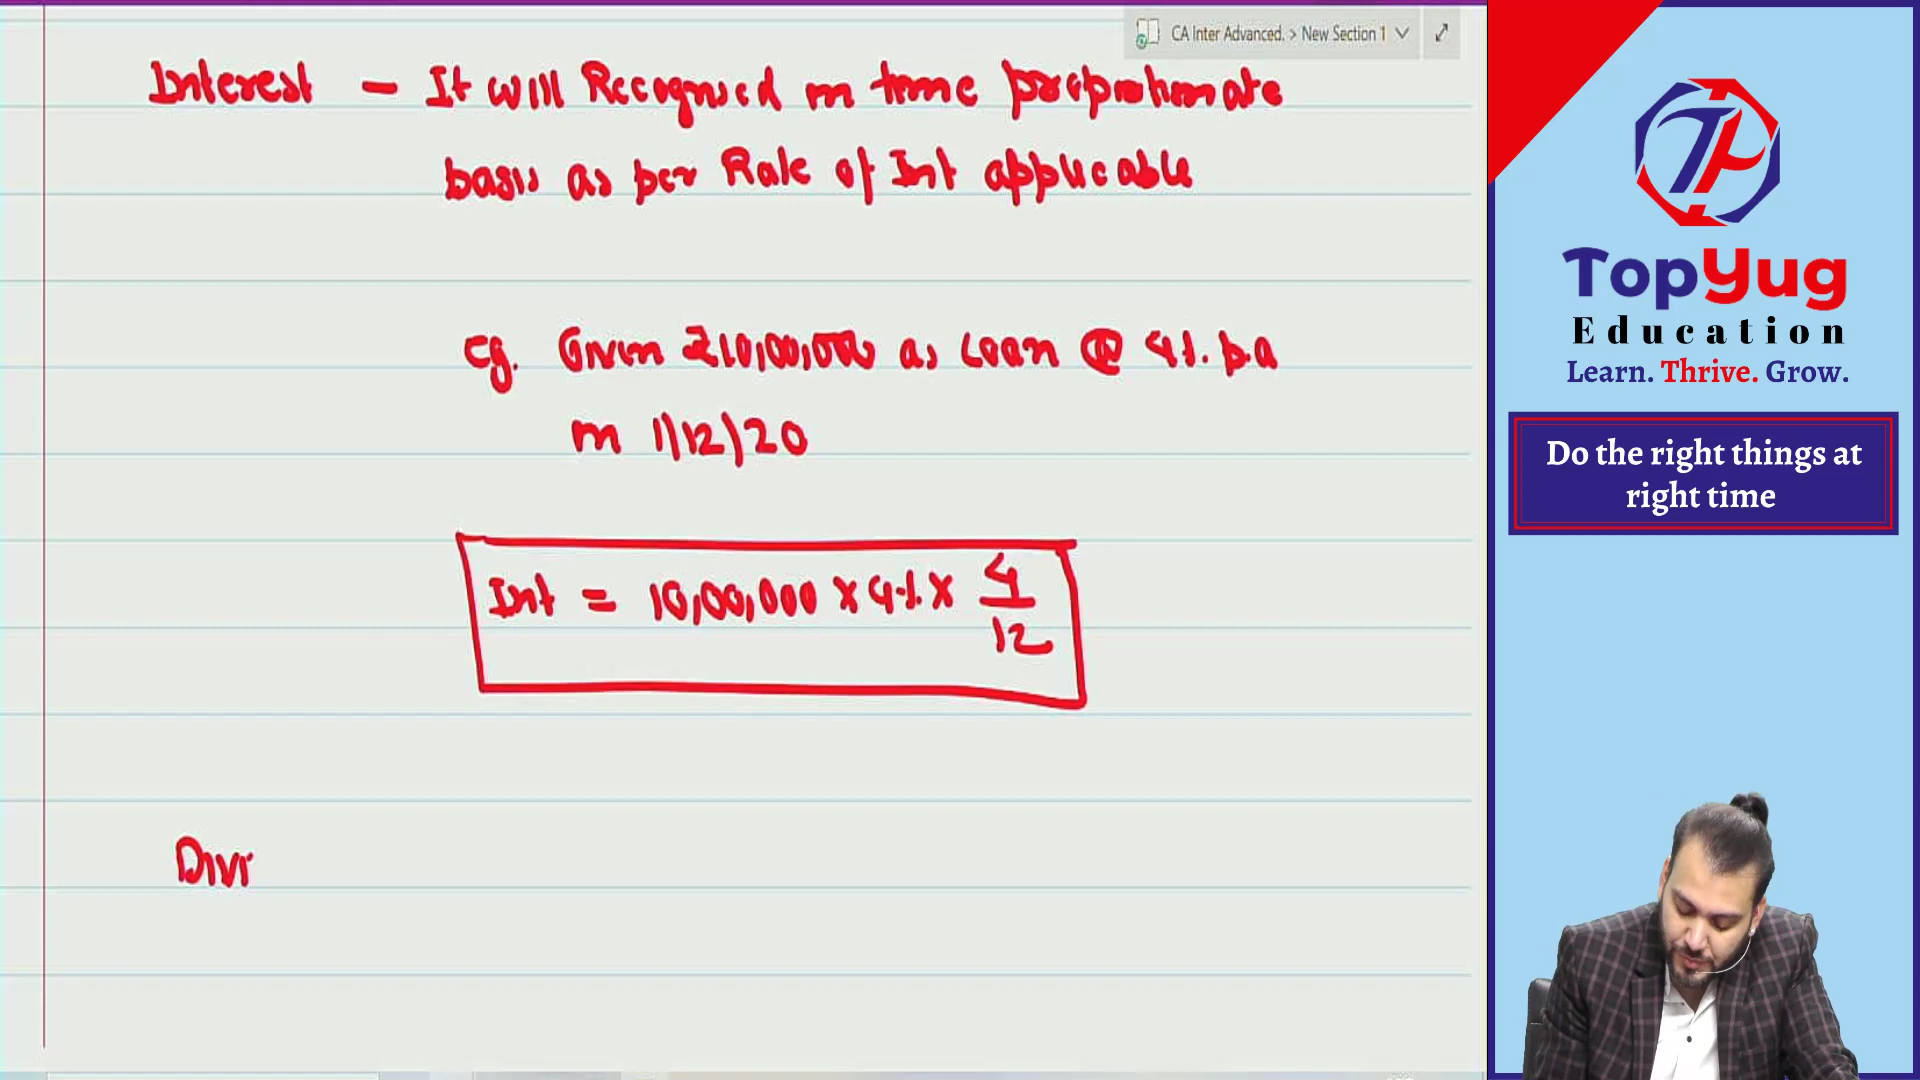 CA Inter Advanced. > New Section 1
Interest - It will Recognised on time proportionate
basis as per Rate of Int applicable
eg. Given ₹10,00,000 as Loan @ 4%. p.a
on 1/12/20
Int = 10,00,000 x 4% x 4/12
Divi
TopYug
Education
Learn. Thrive. Grow.
Do the right things at
right time